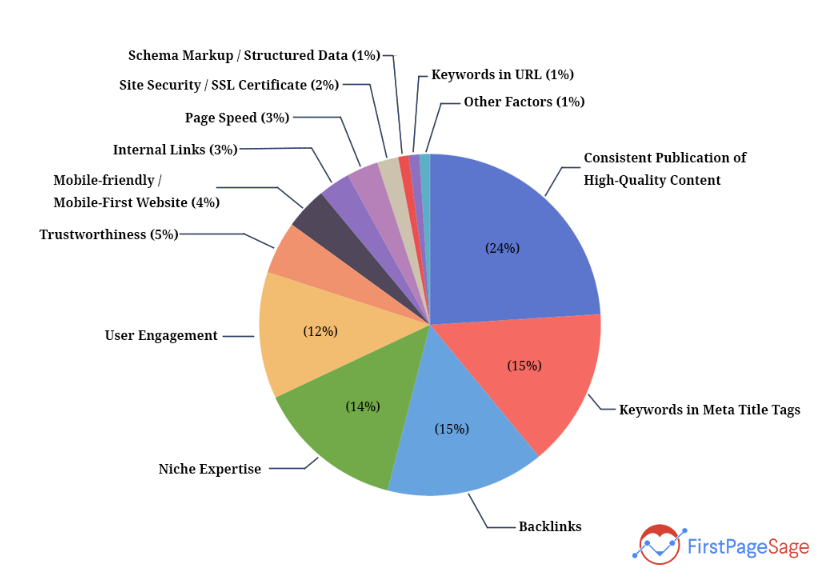 Schema Markup / Structured Data (1%)
Keywords in URL (1%)
Site Security / SSL Certificate (2%)
Other Factors (1%)
Page Speed (3%)
Internal Links (3%)
Consistent Publication of
High-Quality Content
Mobile-friendly /
Mobile-First Website (4%)
Trustworthiness (5%)
(24%)
User Engagement
(12%)
(15%)
(14%)
Keywords in Meta Title Tags
(15%)
Niche Expertise
Backlinks
FirstPageSage